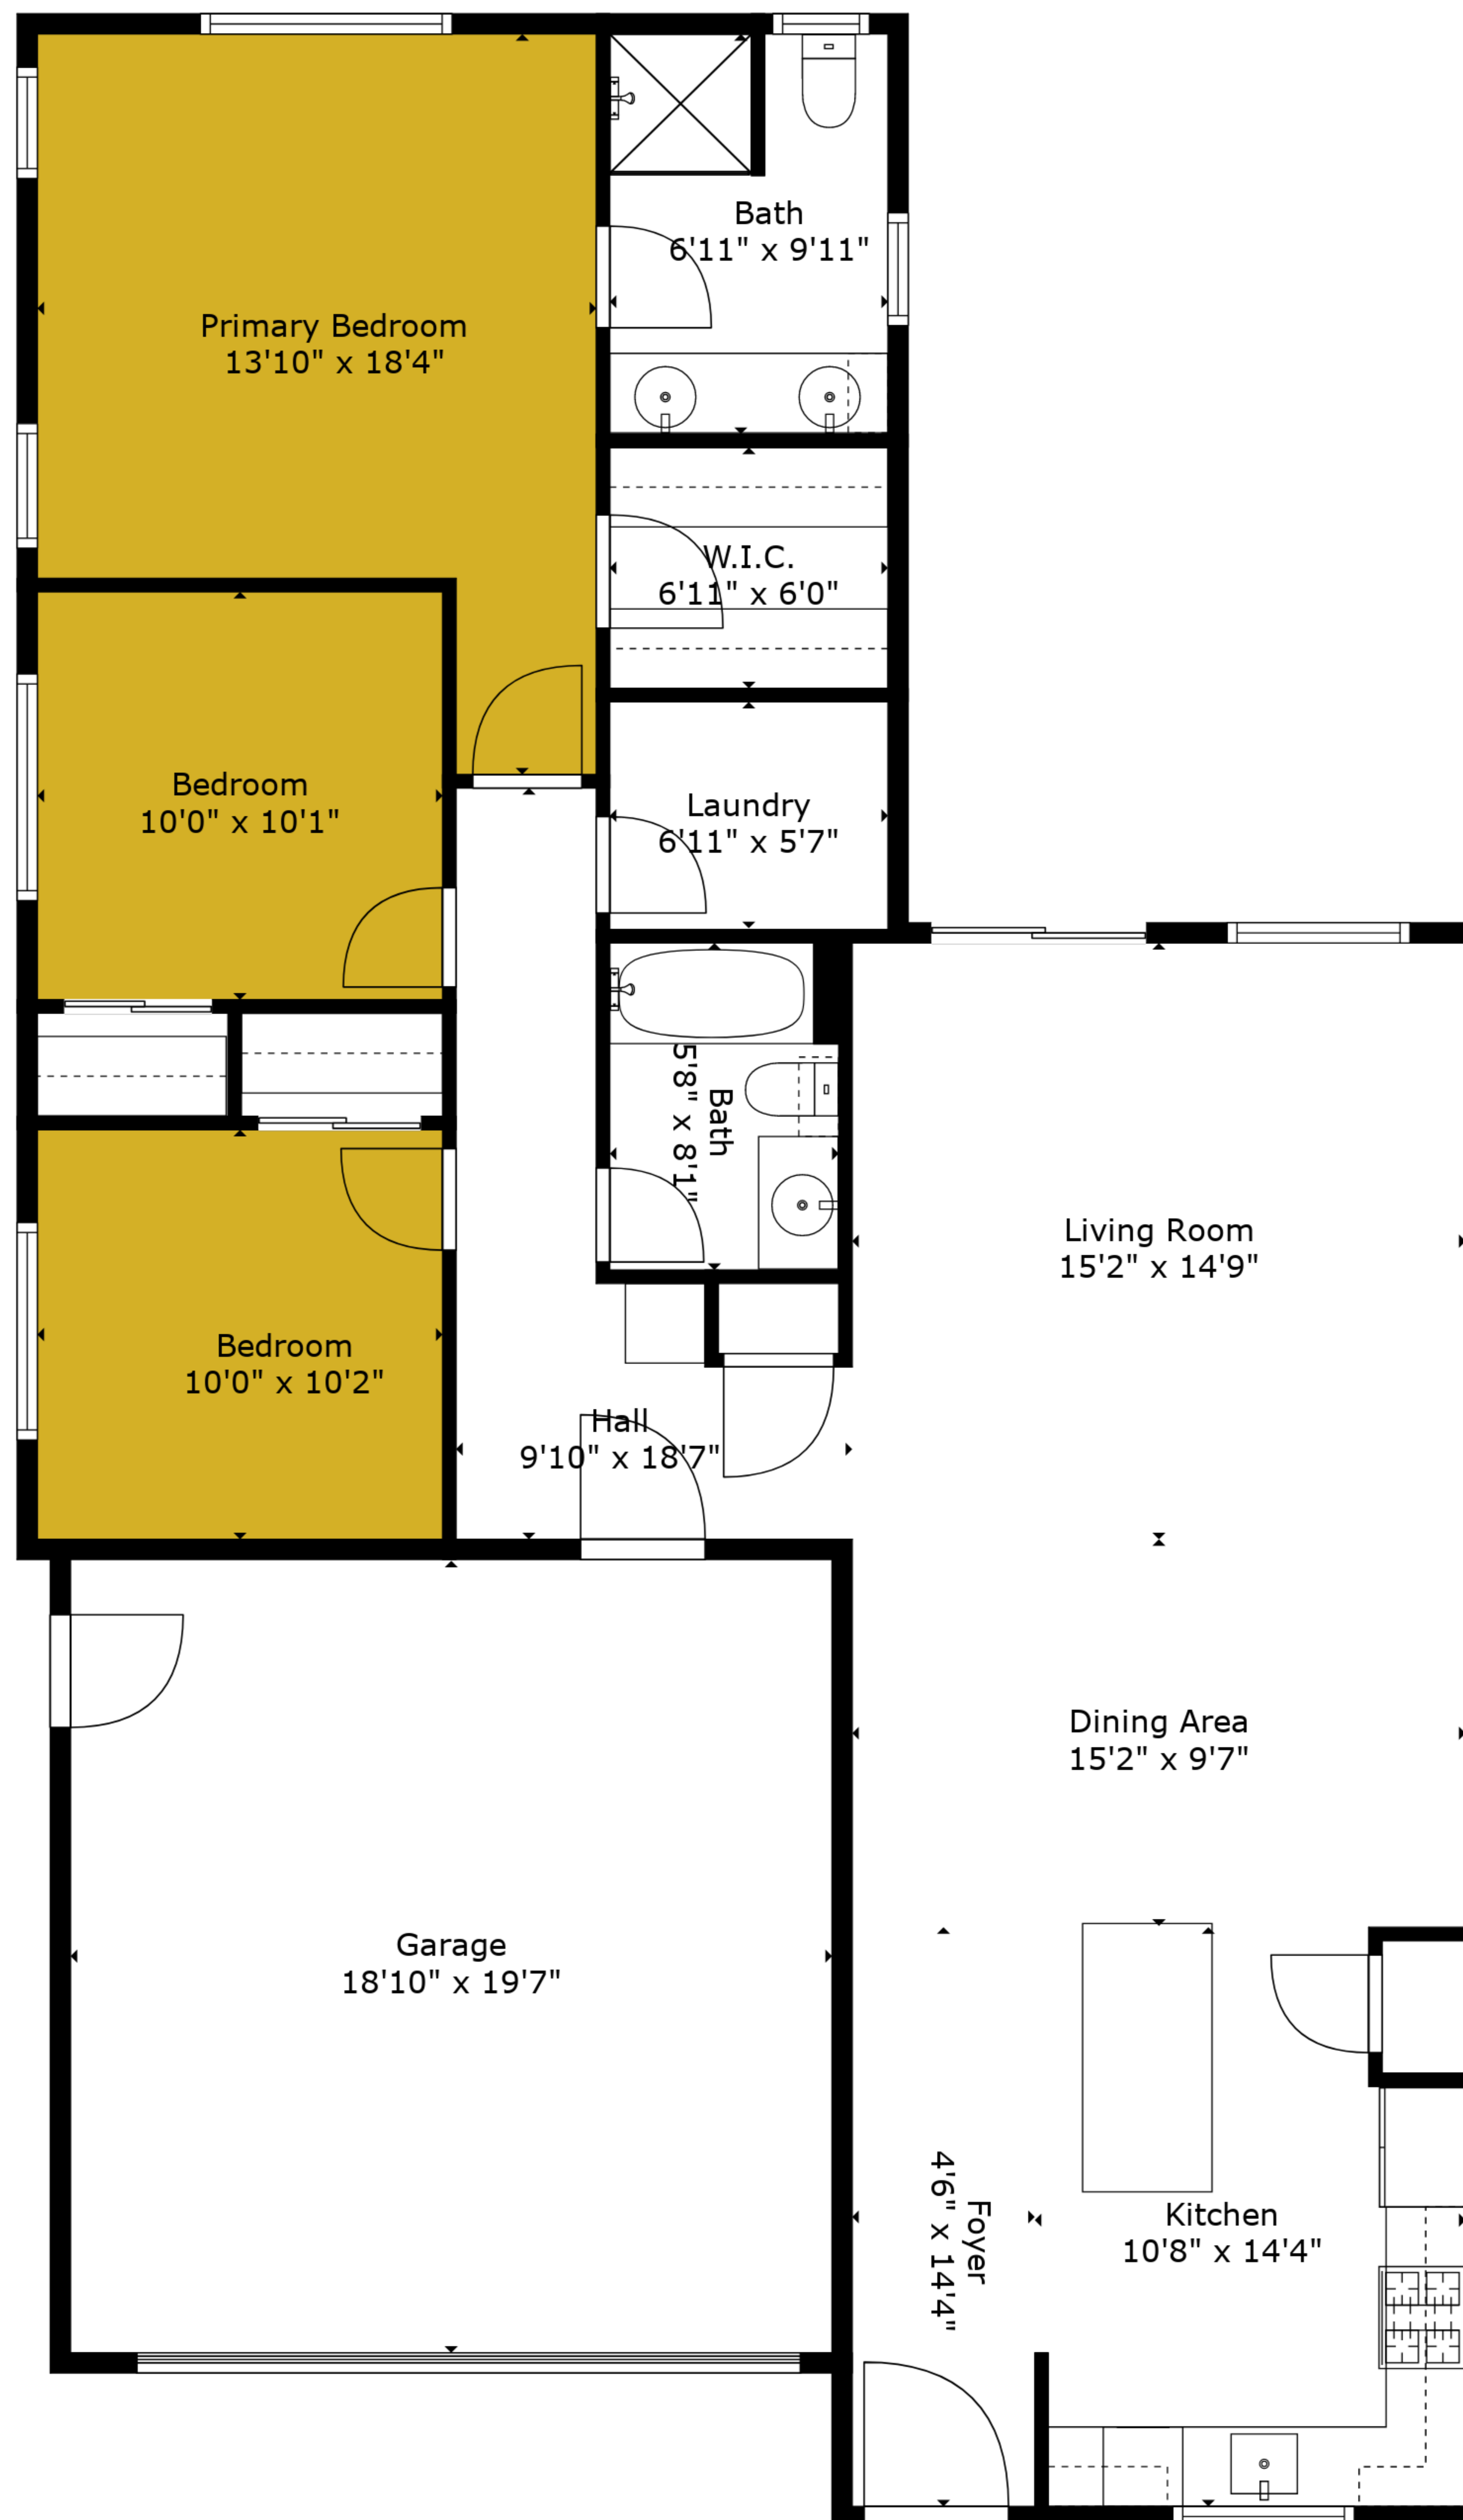 Bath
6'11" x 9'11"
Primary Bedroom
13'10" x 18'4"
W.I.C.
6'11" x 6'0"
Bedroom
10'0" x 10'1"
Laundry
6'11" x 5'7"
Bath
5'8" x 8'1"
Living Room
15'2" x 14'9"
Bedroom
10'0" x 10'2"
Hall
9'10" x 18'7"
Dining Area
15'2" x 9'7"
Garage
18'10" x 19'7"
Foyer
4'6" x 14'4"
Kitchen
10'8" x 14'4"